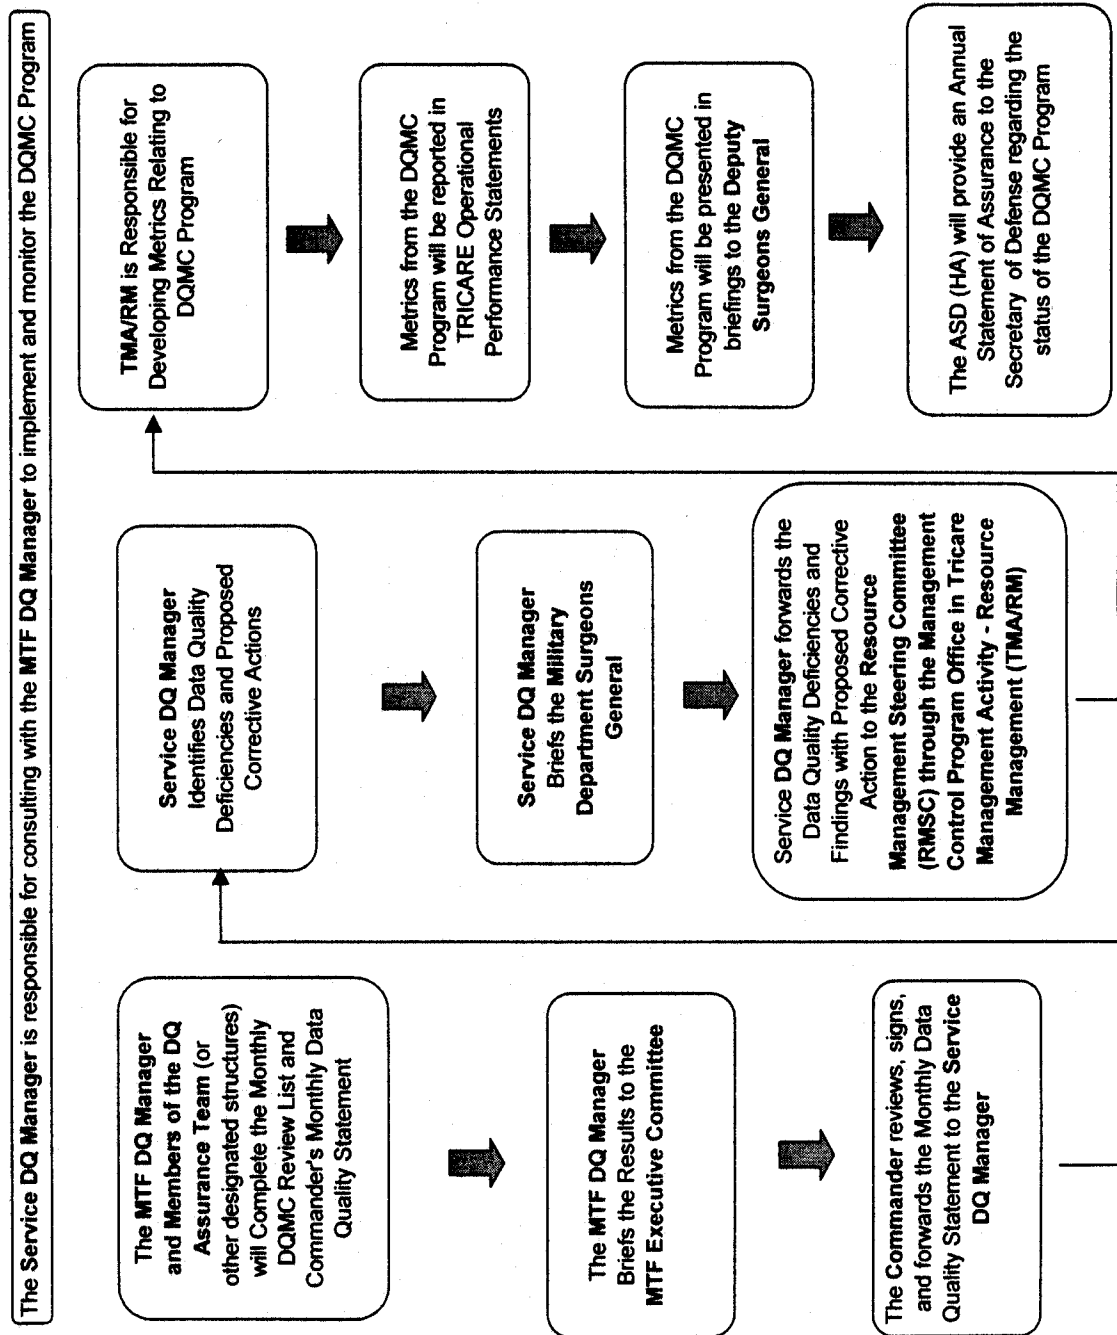 The Service DQ Manager is responsible for consulting with the MTF DQ Manager to implement and monitor the DQMC Program
The MTF DQ Manager
and Members of the DQ
Assurance Team (or
other designated structures)
will Complete the Monthly
DQMC Review List and
Commander's Monthly Data
Quality Statement
The MTF DQ Manager
Briefs the Results to the
MTF Executive Committee
The Commander reviews, signs,
and forwards the Monthly Data
Quality Statement to the Service
DQ Manager
Service DQ Manager
Identifies Data Quality
Deficiencies and Proposed
Corrective Actions
Service DQ Manager
Briefs the Military
Department Surgeons
General
Service DQ Manager forwards the
Data Quality Deficiencies and
Findings with Proposed Corrective
Action to the Resource
Management Steering Committee
(RMSC) through the Management
Control Program Office in Tricare
Management Activity - Resource
Management (TMA/RM)
TMA/RM is Responsible for
Developing Metrics Relating to
DQMC Program
Metrics from the DQMC
Program will be reported in
TRICARE Operational
Performance Statements
Metrics from the DQMC
Program will be presented in
briefings to the Deputy
Surgeons General
The ASD (HA) will provide an Annual
Statement of Assurance to the
Secretary of Defense regarding the
status of the DQMC Program